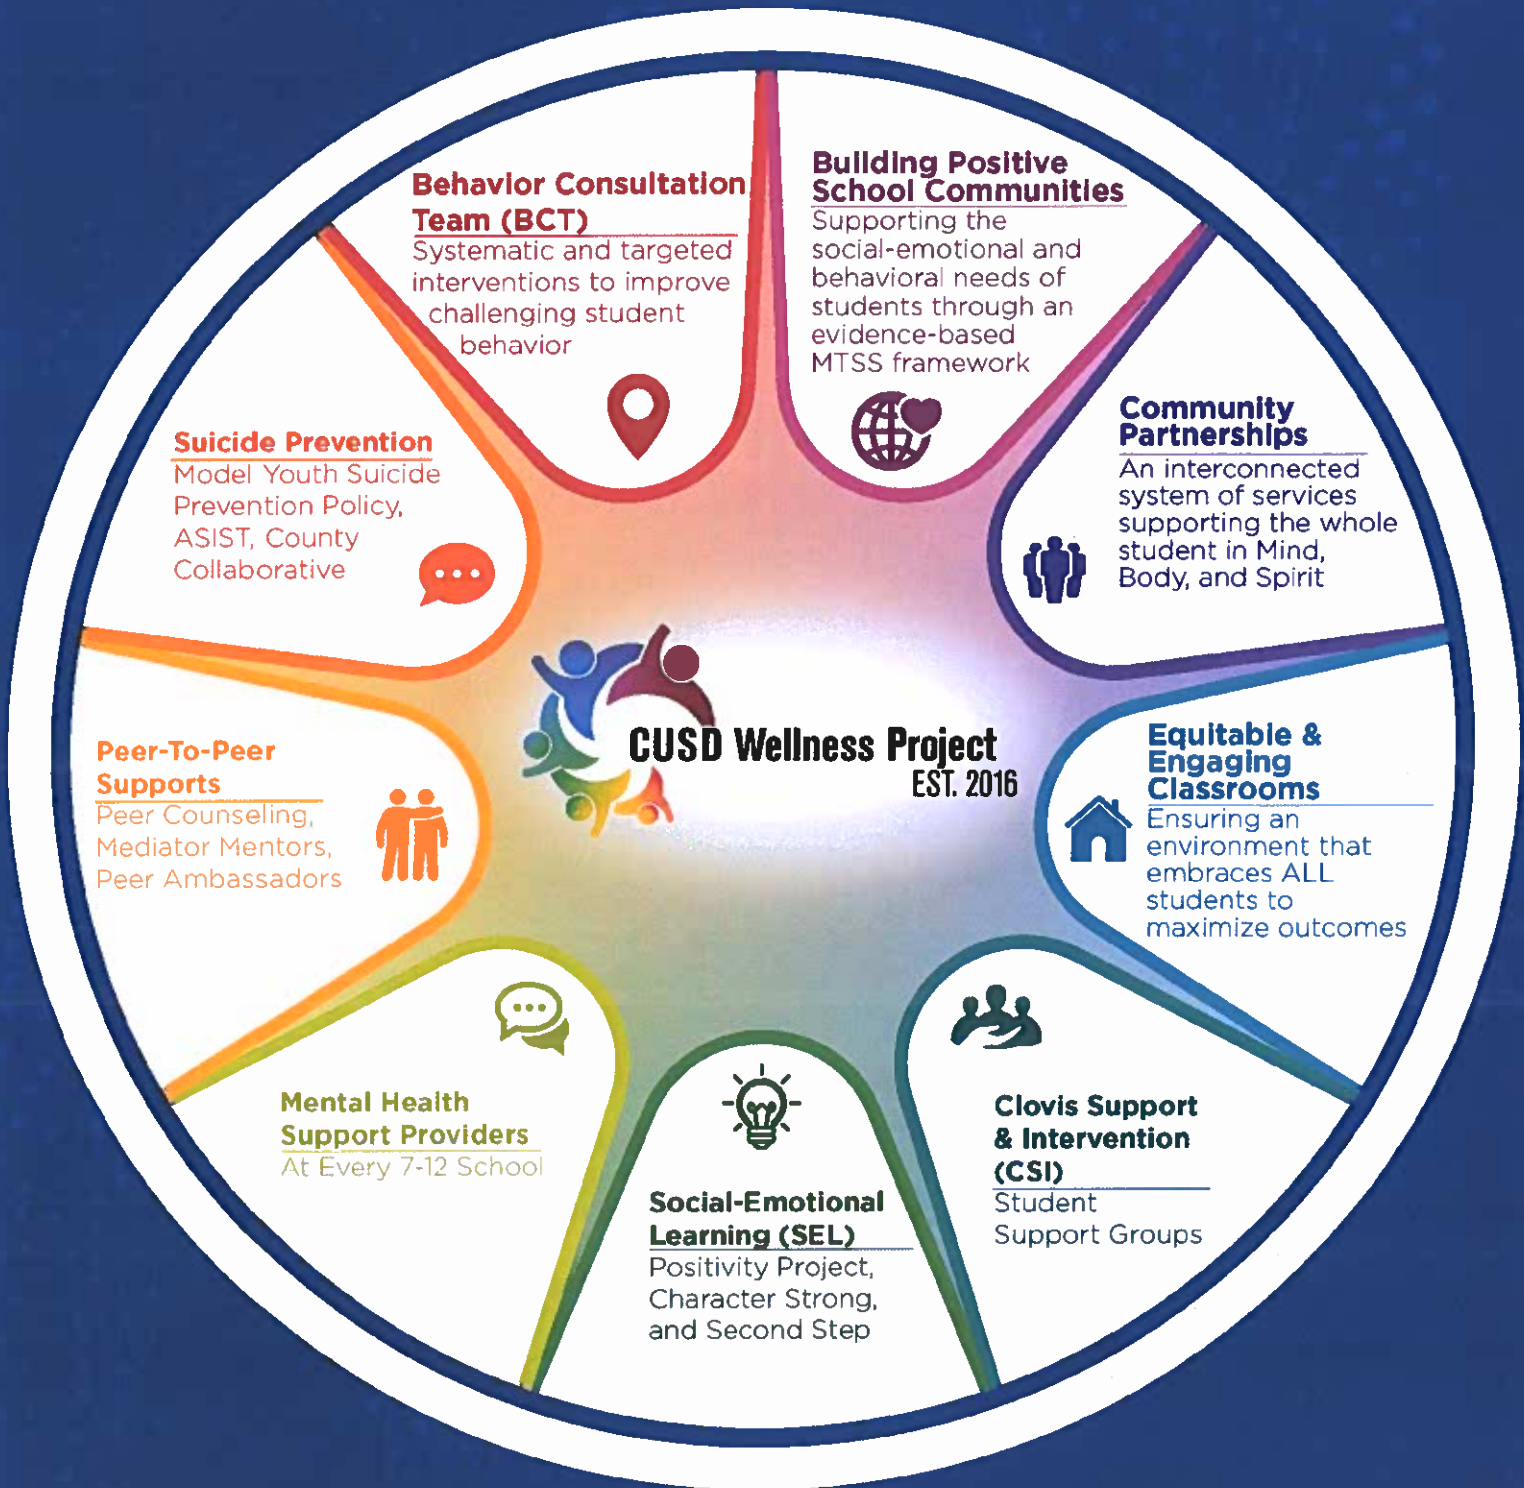 Behavior Consultation
Team (BCT)
Systematic and targeted
interventions to improve
challenging student
behavior
Building Positive
School Communities
Supporting the
social-emotional and
behavioral needs of
students through an
evidence-based
MTSS framework
Community
Partnerships
An interconnected
system of services
supporting the whole
student in Mind,
Body, and Spirit
Equitable &
Engaging
Classrooms
Ensuring an
environment that
embraces ALL
students to
maximize outcomes
Clovis Support
& Intervention
(CSI)
Student
Support Groups
Social-Emotional
Learning (SEL)
Positivity Project,
Character Strong,
and Second Step
Mental Health
Support Providers
At Every 7-12 School
Peer-To-Peer
Supports
Peer Counseling,
Mediator Mentors,
Peer Ambassadors
Suicide Prevention
Model Youth Suicide
Prevention Policy,
ASIST, County
Collaborative
CUSD Wellness Project
EST. 2016